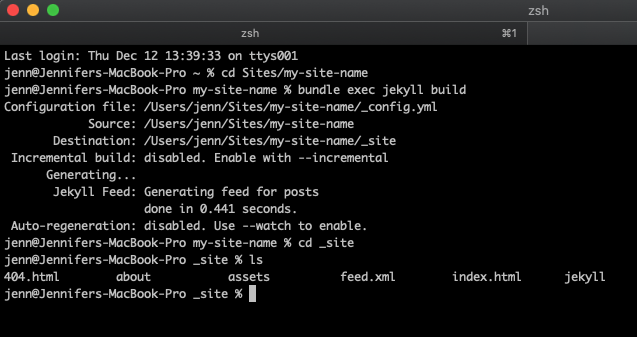 zsh
zsh ⌘1
Last login: Thu Dec 12 13:39:33 on ttys001
jenn@Jennifers-MacBook-Pro ~ % cd Sites/my-site-name
jenn@Jennifers-MacBook-Pro my-site-name % bundle exec jekyll build
Configuration file: /Users/jenn/Sites/my-site-name/_config.yml
Source: /Users/jenn/Sites/my-site-name
Destination: /Users/jenn/Sites/my-site-name/_site
Incremental build: disabled. Enable with --incremental
Generating...
Jekyll Feed: Generating feed for posts
done in 0.441 seconds.
Auto-regeneration: disabled. Use --watch to enable.
jenn@Jennifers-MacBook-Pro my-site-name % cd _site
jenn@Jennifers-MacBook-Pro _site % ls
404.html about assets feed.xml index.html jekyll
jenn@Jennifers-MacBook-Pro _site %